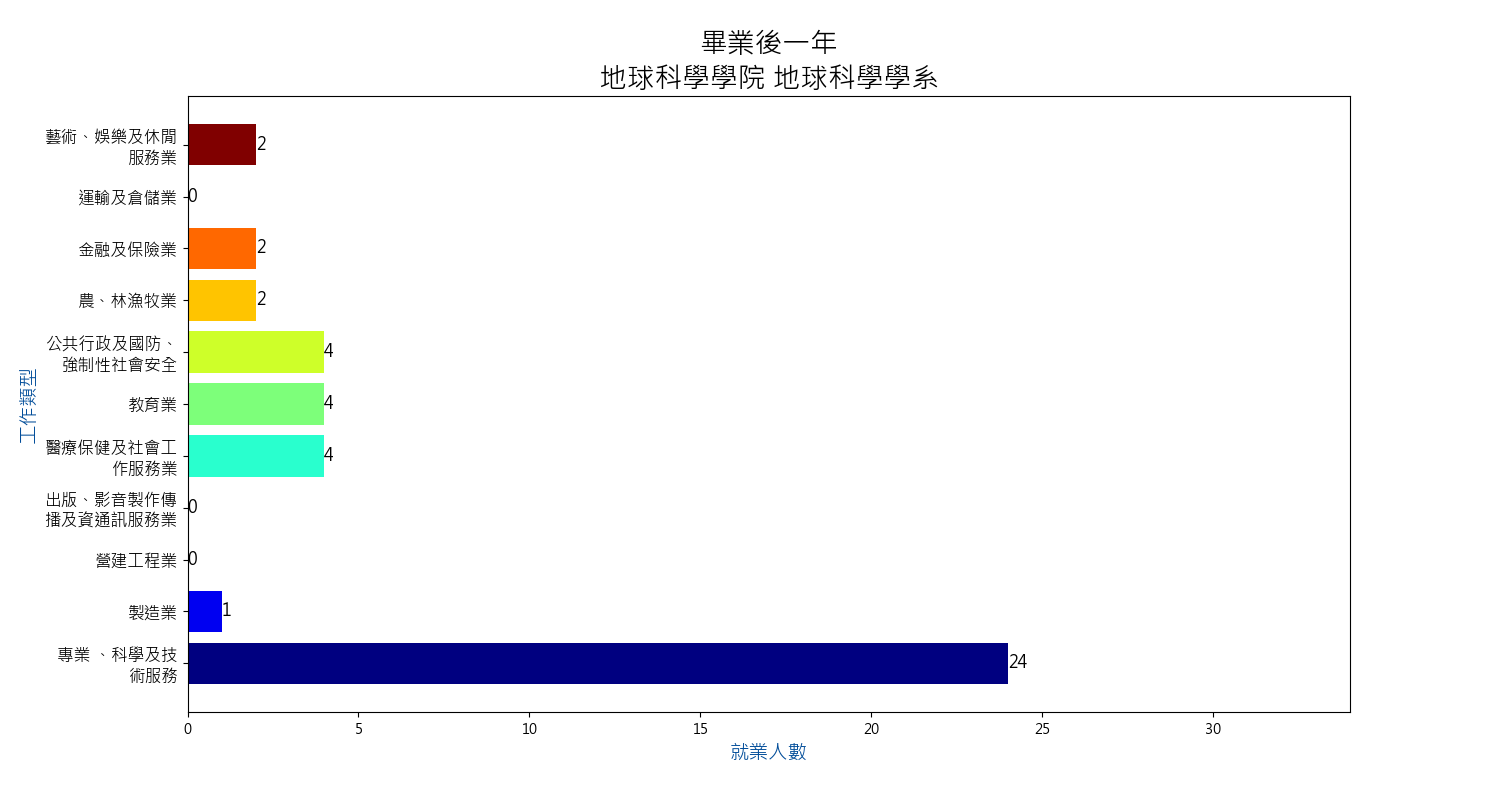 畢業後一年
地球科學學院 地球科學學系
藝術、娛樂及休閒
服務業
2
運輸及倉儲業
0
金融及保險業
2
農、林漁牧業
2
公共行政及國防、
強制性社會安全
4
教育業
4
醫療保健及社會工
作服務業
4
出版、影音製作傳
播及資通訊服務業
0
營建工程業
0
製造業
1
專業 、科學及技
術服務
24
工作類型
0 5 10 15 20 25 30
就業人數